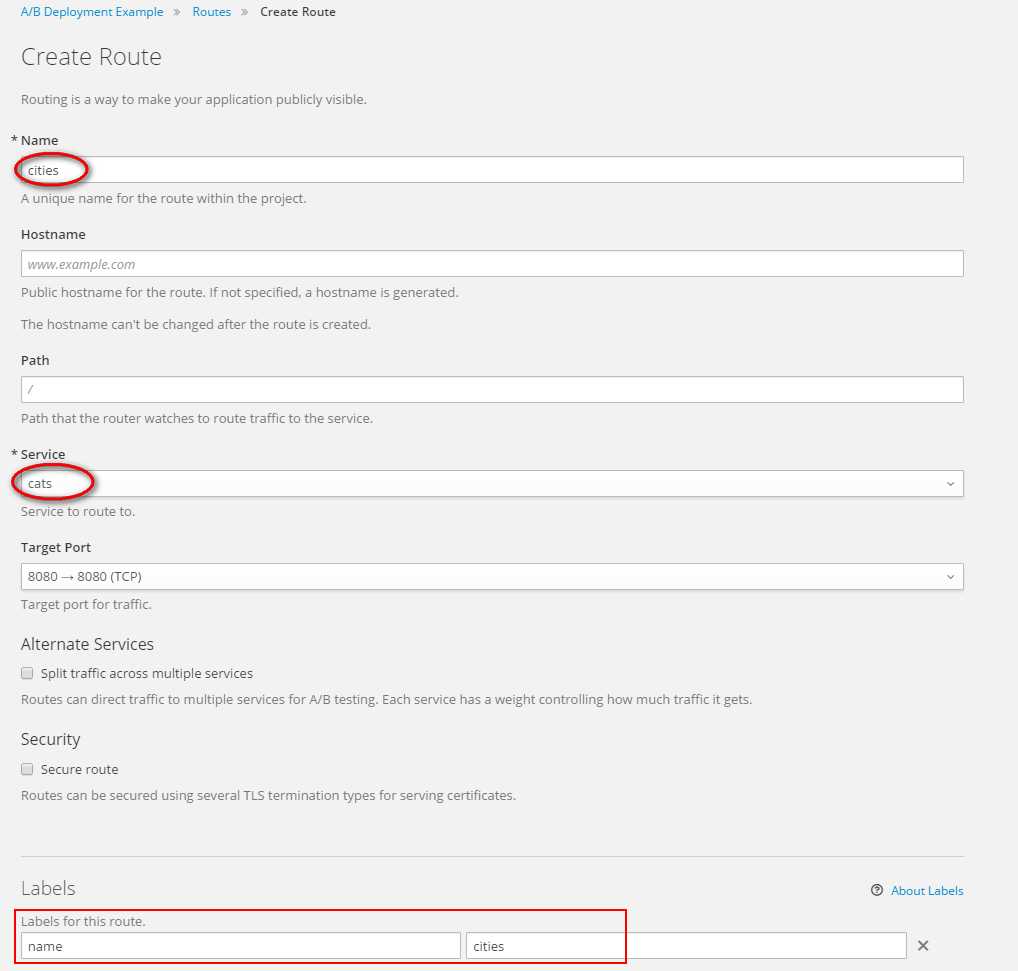 A/B Deployment Example » Routes » Create Route
Create Route
Routing is a way to make your application publicly visible.
* Name
cities
A unique name for the route within the project.
Hostname
www.example.com
Public hostname for the route. If not specified, a hostname is generated.
The hostname can't be changed after the route is created.
Path
/
Path that the router watches to route traffic to the service.
* Service
cats
Service to route to.
Target Port
8080 → 8080 (TCP)
Target port for traffic.
Alternate Services
Split traffic across multiple services
Routes can direct traffic to multiple services for A/B testing. Each service has a weight controlling how much traffic it gets.
Security
Secure route
Routes can be secured using several TLS termination types for serving certificates.
Labels About Labels
Labels for this route.
name cities